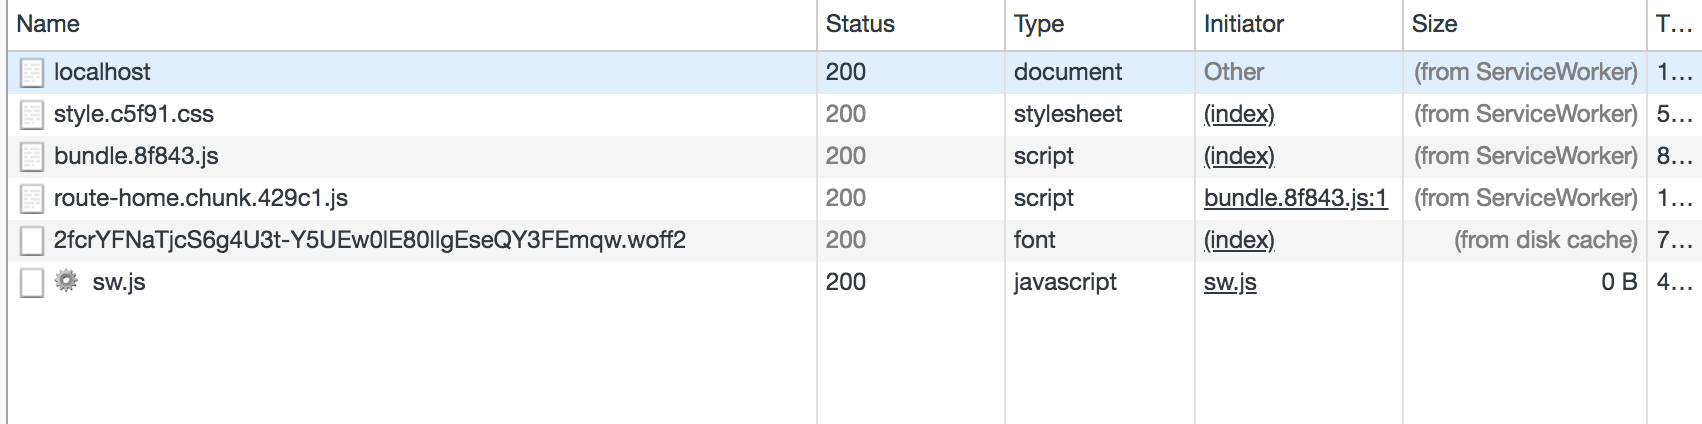 Name Status Type Initiator Size T...
localhost 200 document Other (from ServiceWorker) 1...
style.c5f91.css 200 stylesheet (index) (from ServiceWorker) 5...
bundle.8f843.js 200 script (index) (from ServiceWorker) 8...
route-home.chunk.429c1.js 200 script bundle.8f843.js:1 (from ServiceWorker) 1...
2fcrYFNaTjcS6g4U3t-Y5UEw0lE80llgEseQY3FEmqw.woff2 200 font (index) (from disk cache) 7...
sw.js 200 javascript sw.js 0 B 4...